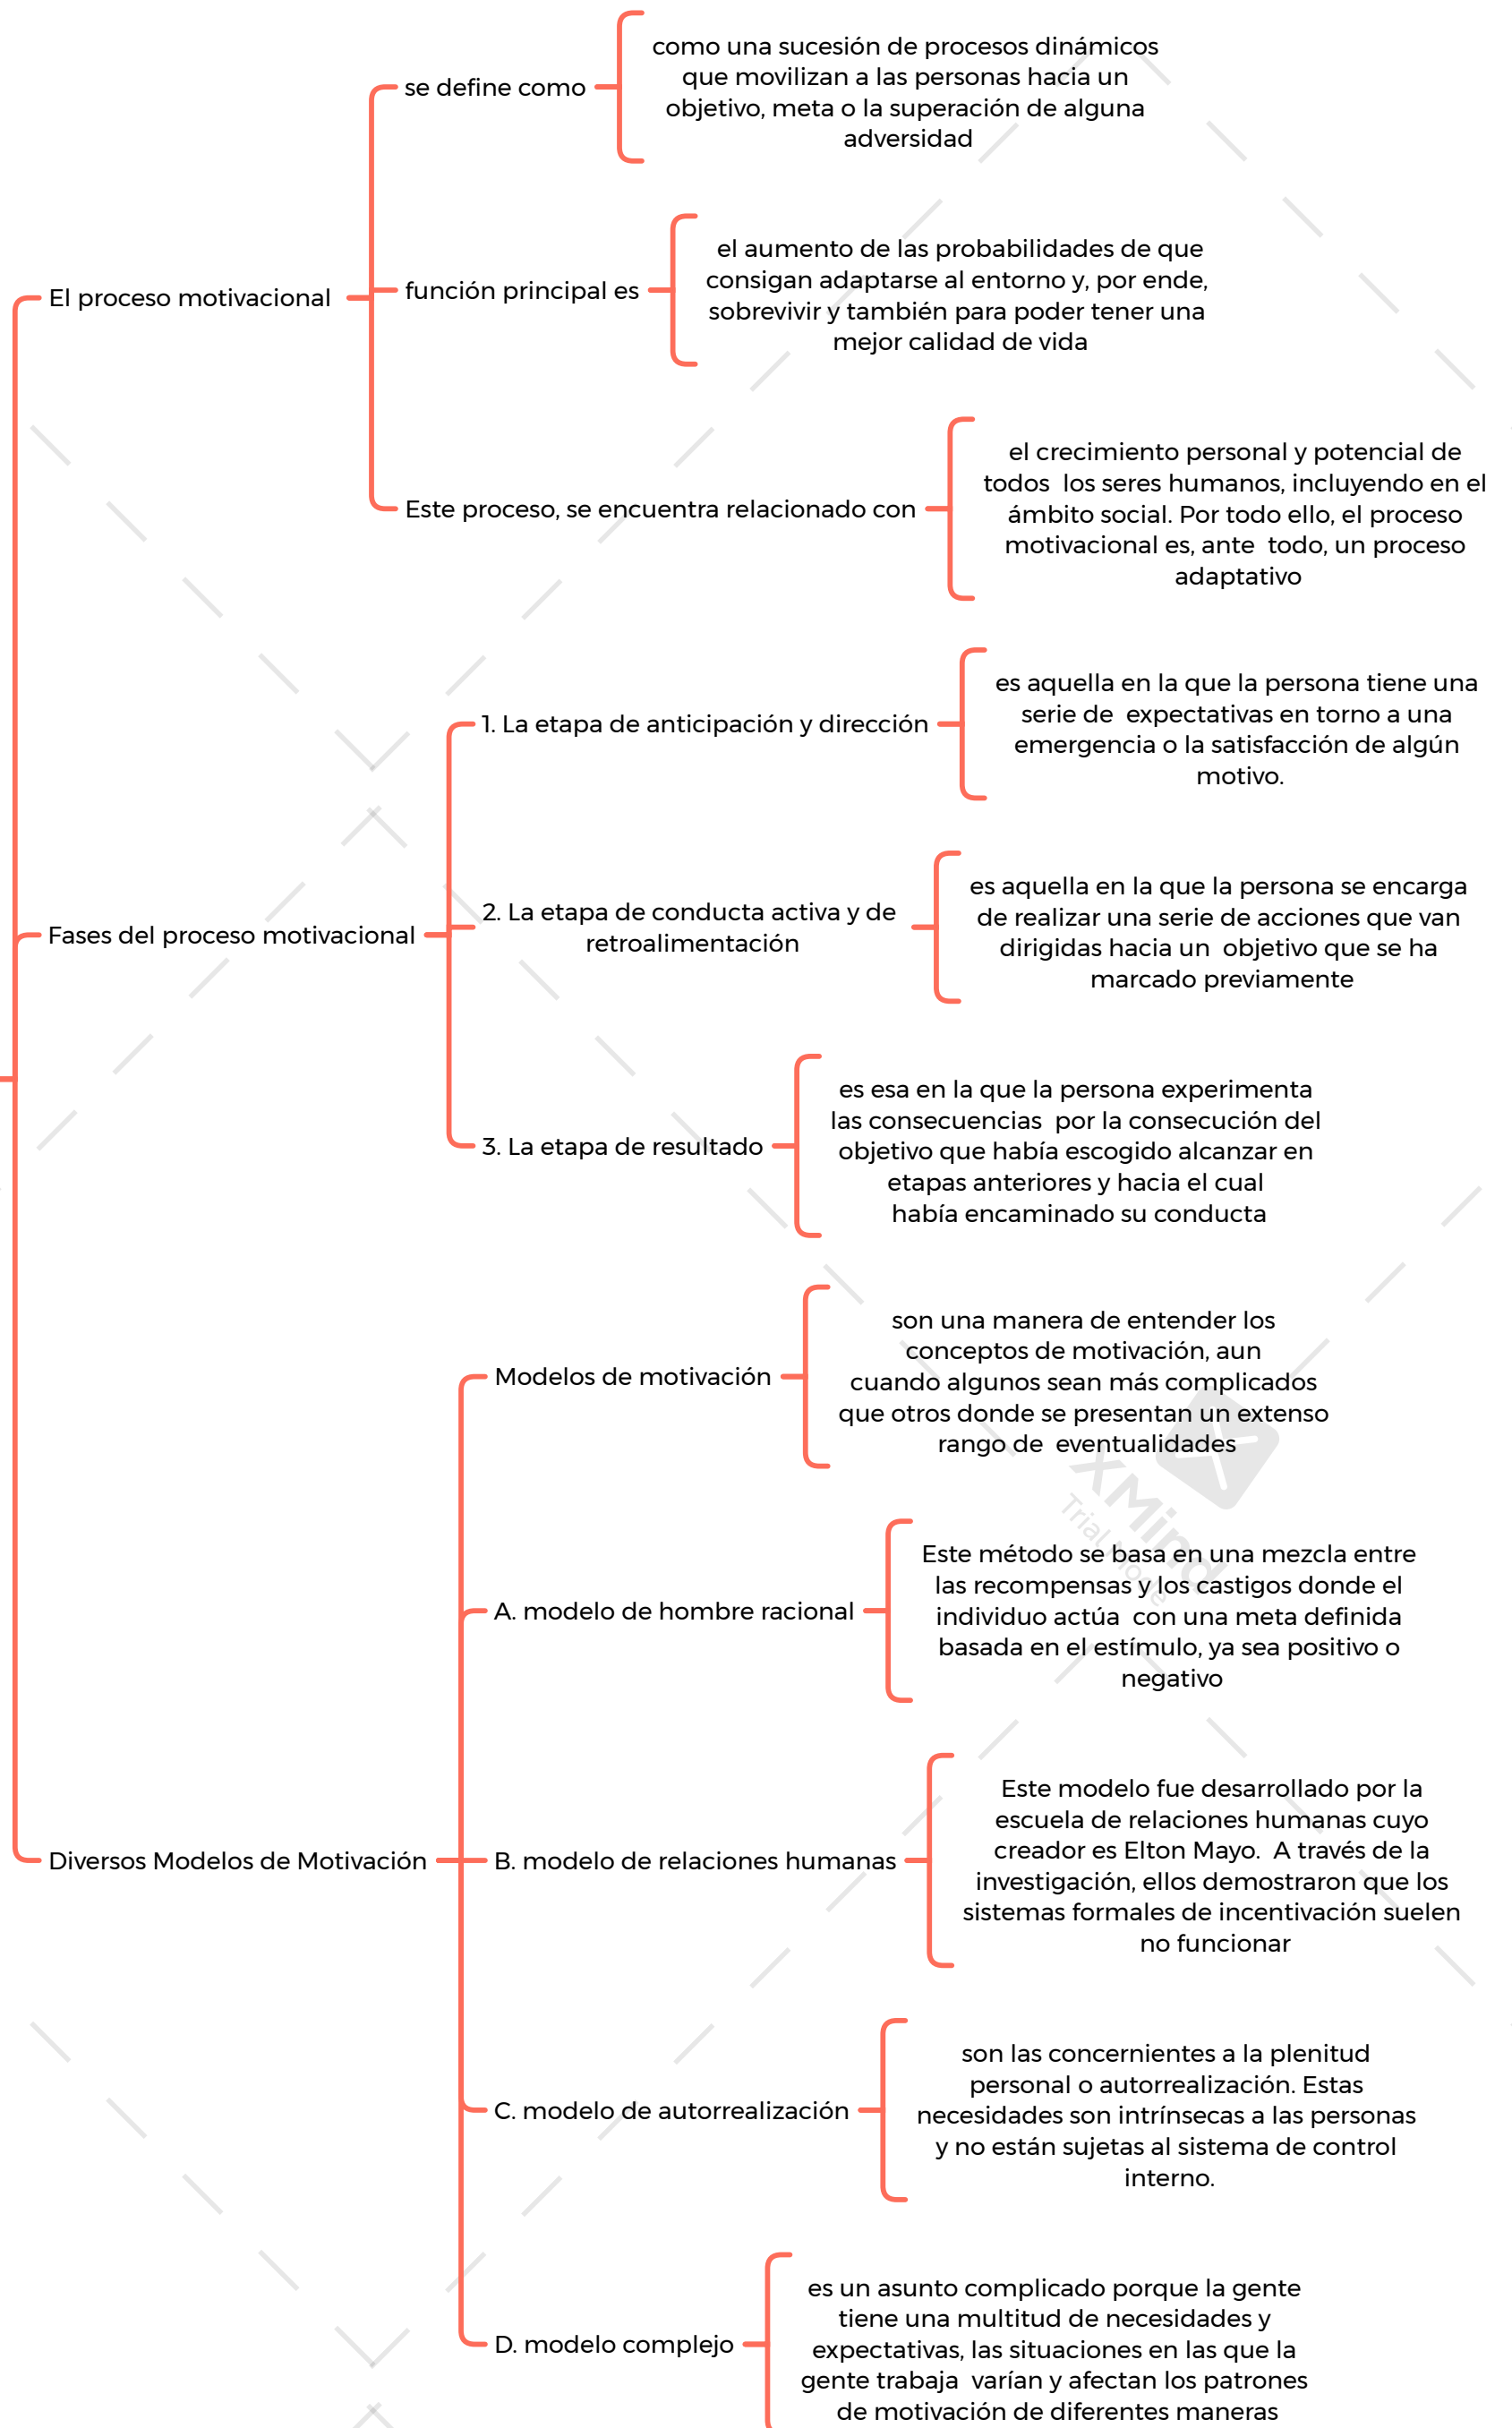 El proceso motivacional
se define como
como una sucesión de procesos dinámicos
que movilizan a las personas hacia un
objetivo, meta o la superación de alguna
adversidad
función principal es
el aumento de las probabilidades de que
consigan adaptarse al entorno y, por ende,
sobrevivir y también para poder tener una
mejor calidad de vida
Este proceso, se encuentra relacionado con
el crecimiento personal y potencial de
todos los seres humanos, incluyendo en el
ámbito social. Por todo ello, el proceso
motivacional es, ante todo, un proceso
adaptativo
Fases del proceso motivacional
1. La etapa de anticipación y dirección
es aquella en la que la persona tiene una
serie de expectativas en torno a una
emergencia o la satisfacción de algún
motivo.
2. La etapa de conducta activa y de
retroalimentación
es aquella en la que la persona se encarga
de realizar una serie de acciones que van
dirigidas hacia un objetivo que se ha
marcado previamente
3. La etapa de resultado
es esa en la que la persona experimenta
las consecuencias por la consecución del
objetivo que había escogido alcanzar en
etapas anteriores y hacia el cual
había encaminado su conducta
Diversos Modelos de Motivación
Modelos de motivación
son una manera de entender los
conceptos de motivación, aun
cuando algunos sean más complicados
que otros donde se presentan un extenso
rango de eventualidades
A. modelo de hombre racional
Este método se basa en una mezcla entre
las recompensas y los castigos donde el
individuo actúa con una meta definida
basada en el estímulo, ya sea positivo o
negativo
B. modelo de relaciones humanas
Este modelo fue desarrollado por la
escuela de relaciones humanas cuyo
creador es Elton Mayo. A través de la
investigación, ellos demostraron que los
sistemas formales de incentivación suelen
no funcionar
C. modelo de autorrealización
son las concernientes a la plenitud
personal o autorrealización. Estas
necesidades son intrínsecas a las personas
y no están sujetas al sistema de control
interno.
D. modelo complejo
es un asunto complicado porque la gente
tiene una multitud de necesidades y
expectativas, las situaciones en las que la
gente trabaja varían y afectan los patrones
de motivación de diferentes maneras
XMind
Trial Mode